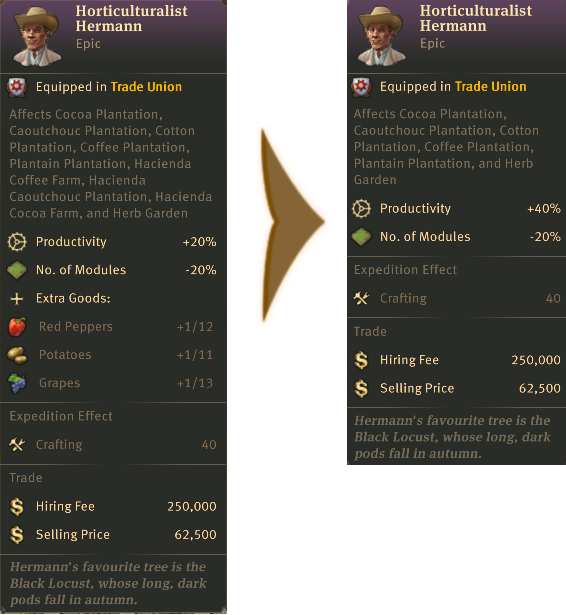 Horticulturalist
Hermann
Epic
Equipped in Trade Union
Affects Cocoa Plantation,
Caoutchouc Plantation, Cotton
Plantation, Coffee Plantation,
Plantain Plantation, Hacienda
Coffee Farm, Hacienda
Caoutchouc Plantation, Hacienda
Cocoa Farm, and Herb Garden
Productivity +20%
No. of Modules -20%
Extra Goods:
Red Peppers +1/12
Potatoes +1/11
Grapes +1/13
Expedition Effect
Crafting 40
Trade
Hiring Fee 250,000
Selling Price 62,500
Hermann's favourite tree is the
Black Locust, whose long, dark
pods fall in autumn.
Horticulturalist
Hermann
Epic
Equipped in Trade Union
Affects Cocoa Plantation,
Caoutchouc Plantation, Cotton
Plantation, Coffee Plantation,
Plantain Plantation, and Herb
Garden
Productivity +40%
No. of Modules -20%
Expedition Effect
Crafting 40
Trade
Hiring Fee 250,000
Selling Price 62,500
Hermann's favourite tree is the
Black Locust, whose long, dark
pods fall in autumn.